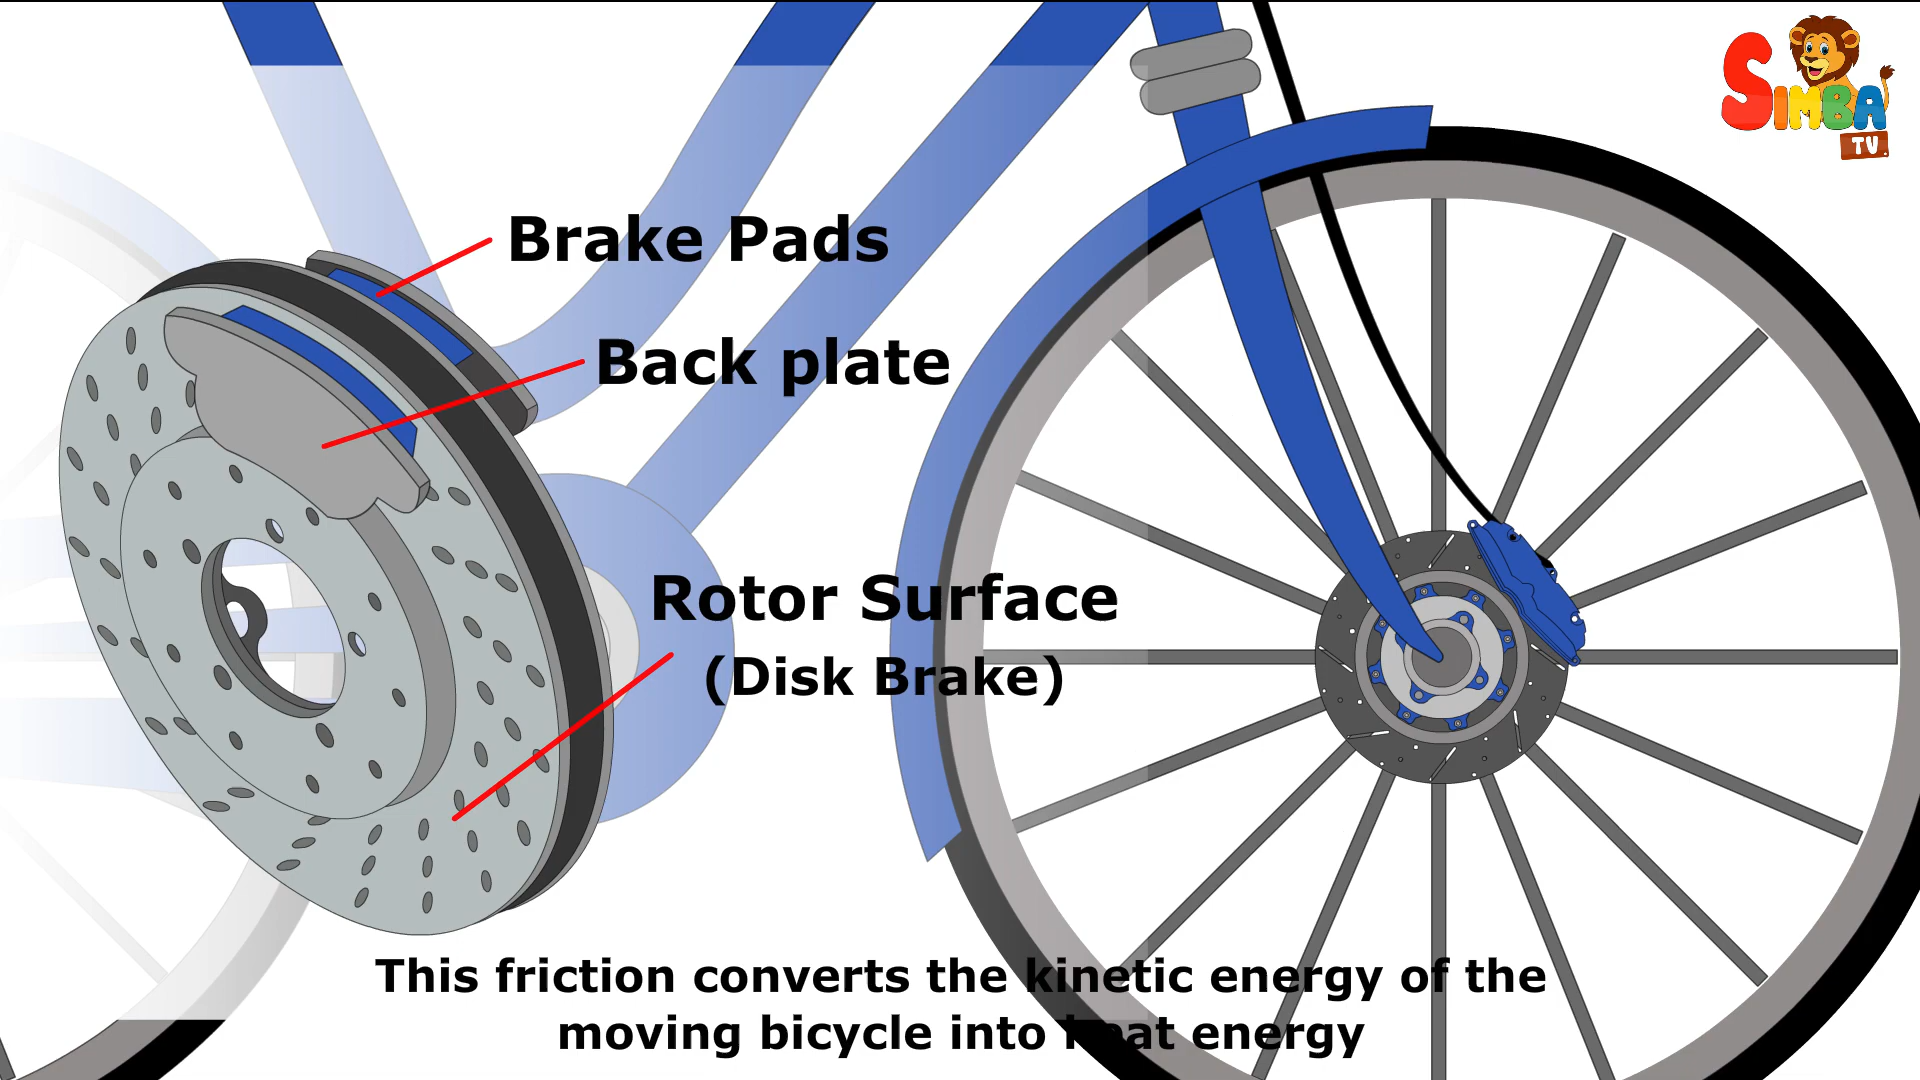 SIMBA
TV
Brake Pads
Back plate
Rotor Surface
(Disk Brake)
This friction converts the kinetic energy of the
moving bicycle into heat energy